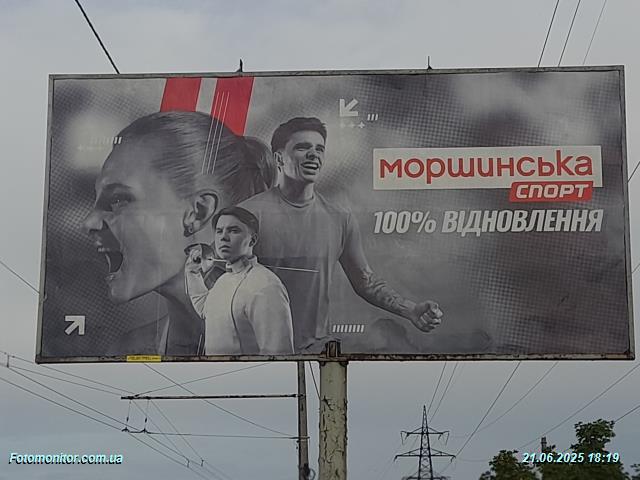 моршинська
СПОРТ
100% ВІДНОВЛЕННЯ
Fotomonitor.com.ua
21.06.2025 18:19